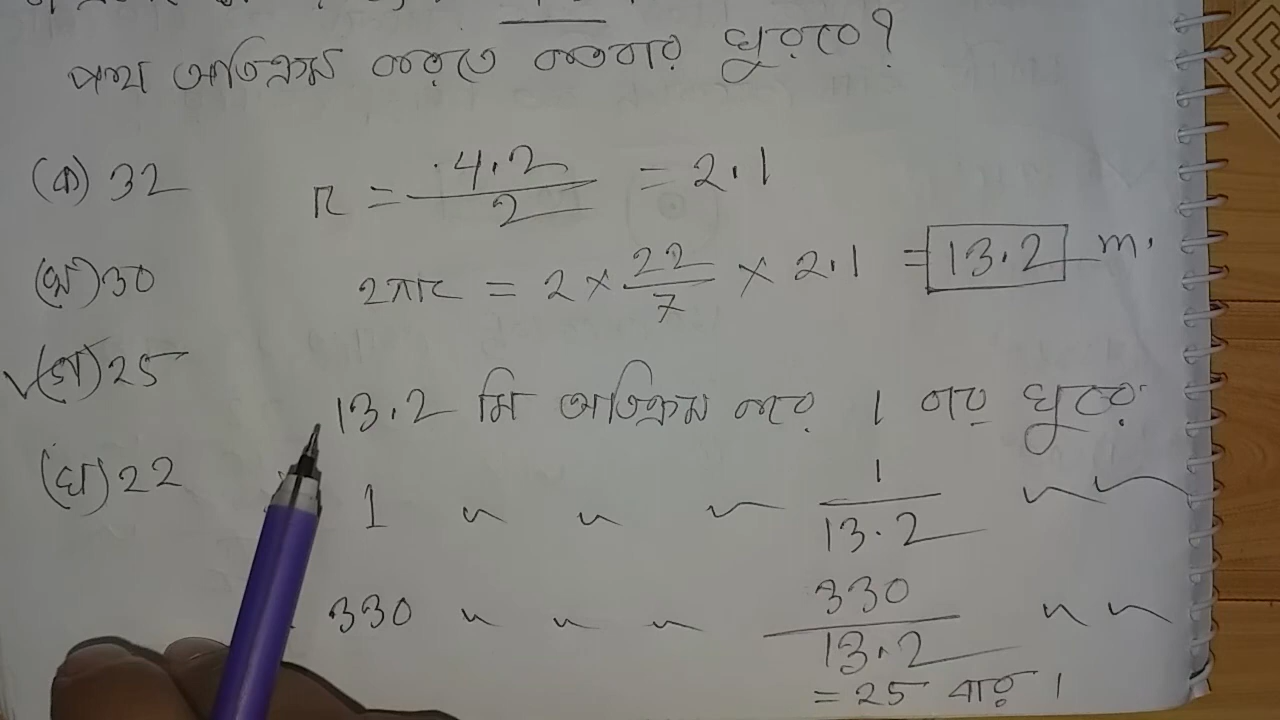 পথ অতিক্রম করতে কতবার ঘুরবে?
(ক) 32
r = 4.2/2 = 2.1
(খ) 30
2πr = 2 × 22/7 × 2.1 = 13.2 m.
✓(গ) 25
13.2 মি অতিক্রম করে 1 বার ঘুরে
(ঘ) 22
1 " " " 1/13.2 " "
330 " " " 330/13.2 " "
= 25 বার।